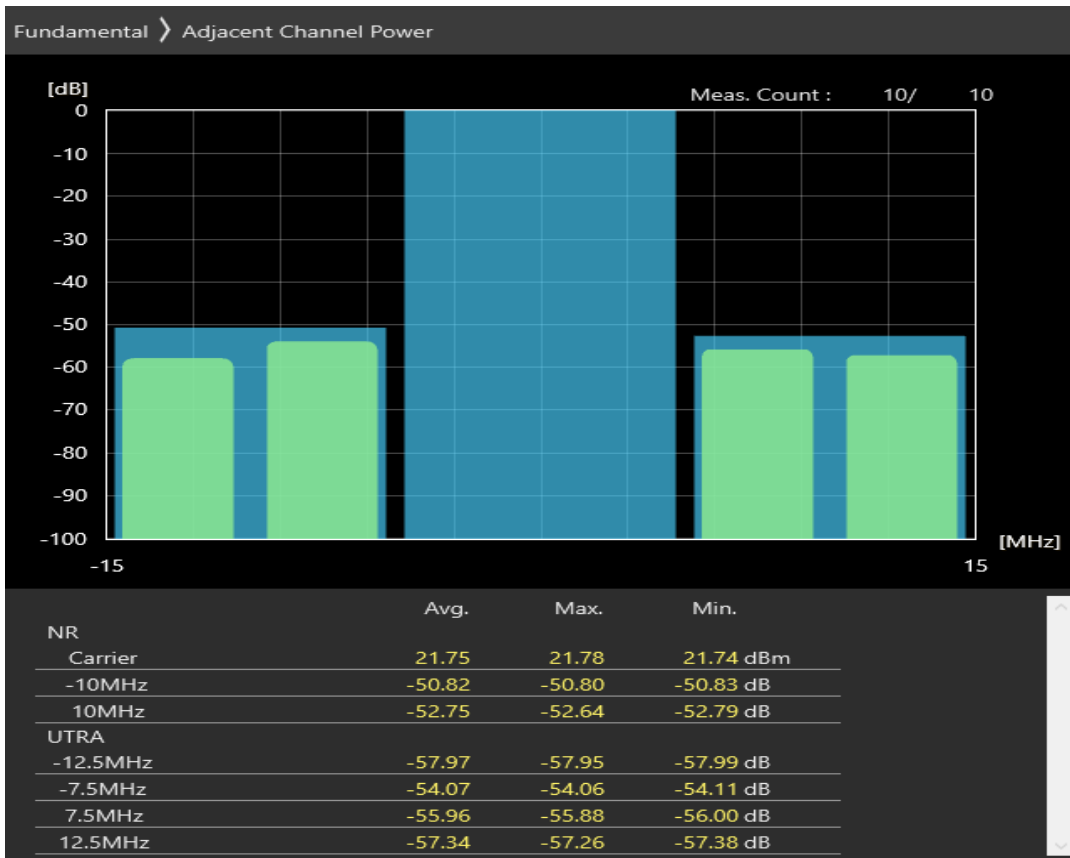 Fundamental 〉 Adjacent Channel Power
[dB]
Meas. Count : 10/ 10
0
-10
-20
-30
-40
-50
-60
-70
-80
-90
-100
[MHz]
-15 15
Avg. Max. Min.
NR
Carrier 21.75 21.78 21.74 dBm
-10MHz -50.82 -50.80 -50.83 dB
10MHz -52.75 -52.64 -52.79 dB
UTRA
-12.5MHz -57.97 -57.95 -57.99 dB
-7.5MHz -54.07 -54.06 -54.11 dB
7.5MHz -55.96 -55.88 -56.00 dB
12.5MHz -57.34 -57.26 -57.38 dB